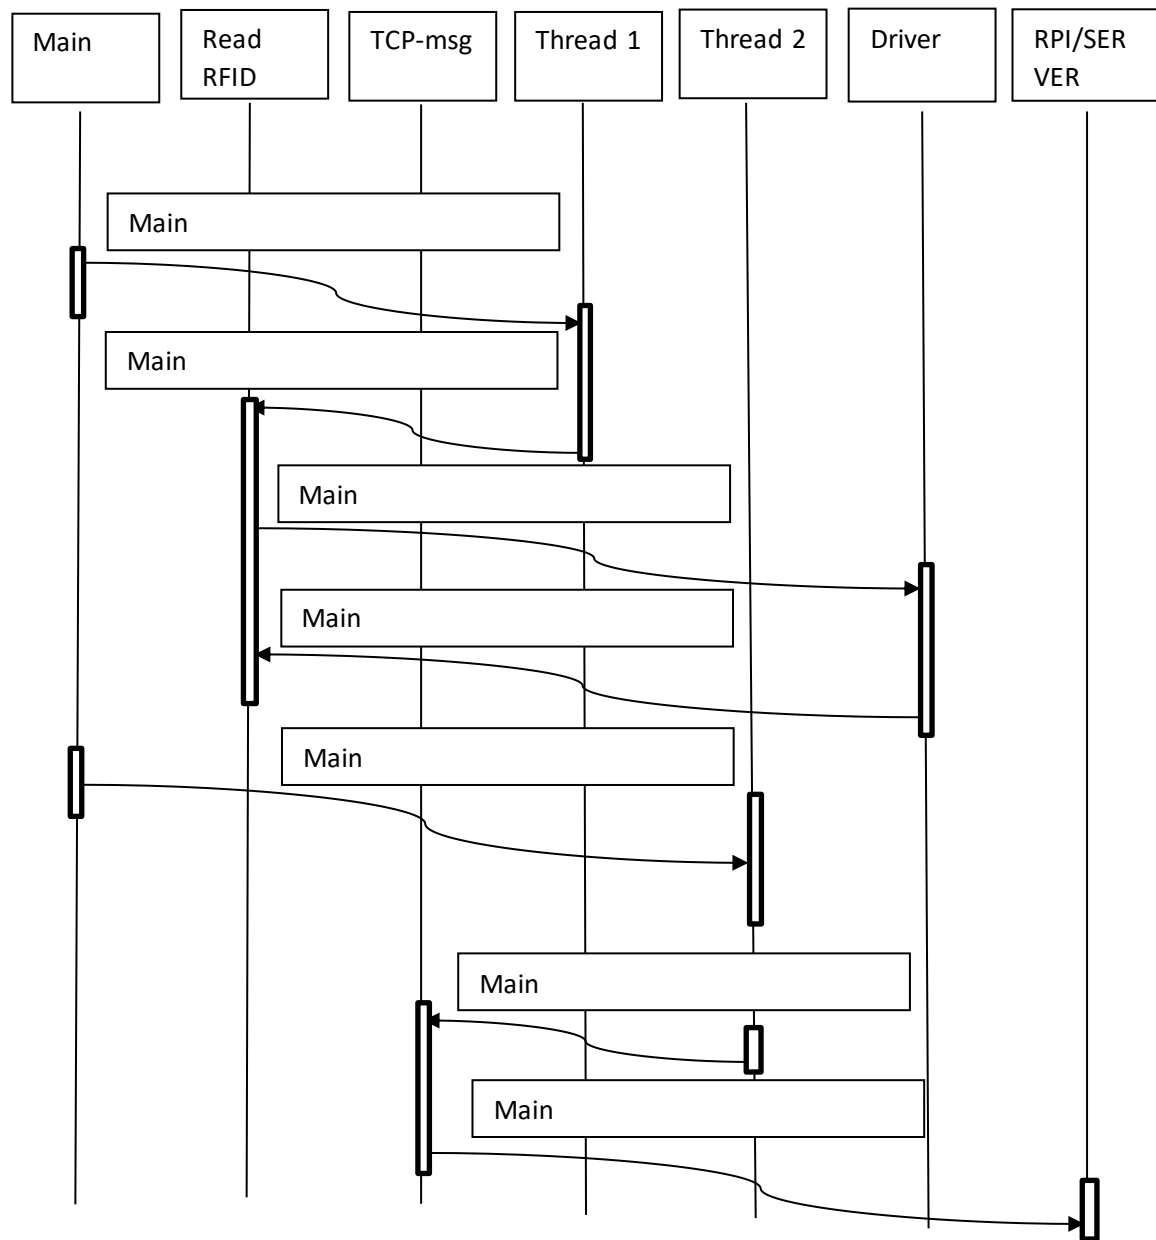 Main
Read
RFID
TCP-msg
Thread 1
Thread 2
Driver
RPI/SER
VER
Main
Main
Main
Main
Main
Main
Main